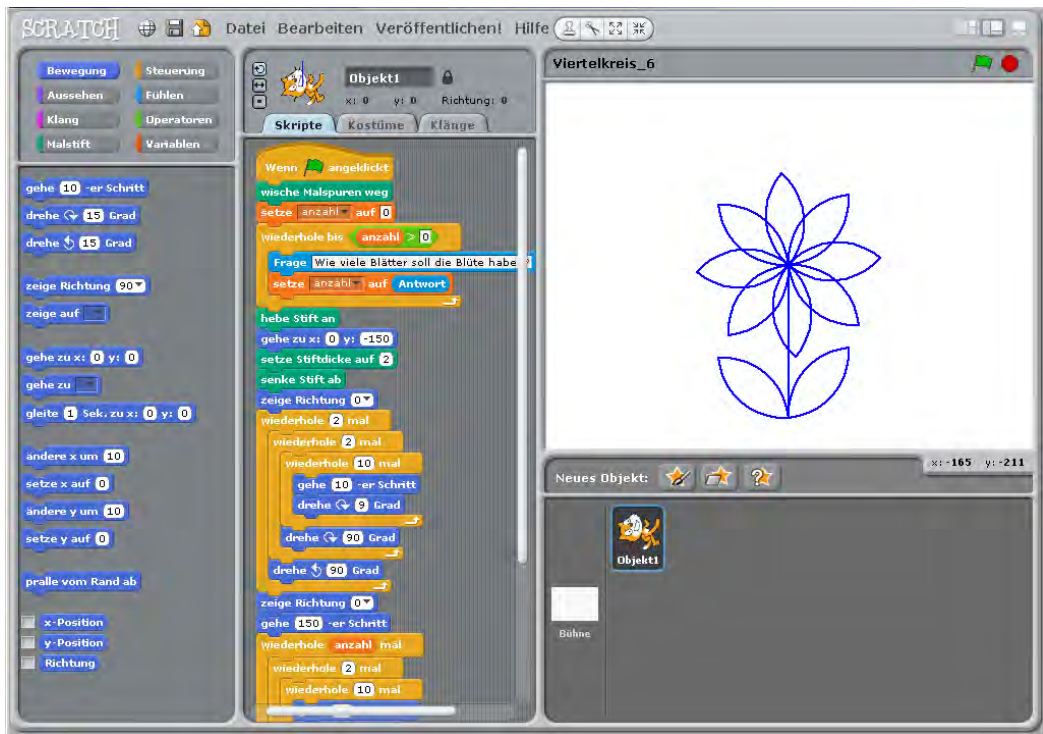 SCRATCH Datei Bearbeiten Veröffentlichen! Hilfe
Bewegung Steuerung
Aussehen Fühlen
Klang Operatoren
Malstift Variablen
gehe 10 -er Schritt
drehe 15 Grad
drehe 15 Grad
zeige Richtung 90
zeige auf
gehe zu x: 0 y: 0
gehe zu
gleite 1 Sek. zu x: 0 y: 0
ändere x um 10
setze x auf 0
ändere y um 10
setze y auf 0
pralle vom Rand ab
x-Position
y-Position
Richtung
Objekt1
x: 0 y: 0 Richtung: 0
Skripte Kostüme Klänge
Wenn angeklickt
wische Malspuren weg
setze anzahl auf 0
wiederhole bis anzahl > 0
Frage Wie viele Blätter soll die Blüte habe
setze anzahl auf Antwort
hebe Stift an
gehe zu x: 0 y: -150
setze Stiftdicke auf 2
senke Stift ab
zeige Richtung 0
wiederhole 2 mal
wiederhole 2 mal
wiederhole 10 mal
gehe 10 -er Schritt
drehe 9 Grad
drehe 90 Grad
drehe 90 Grad
zeige Richtung 0
gehe 150 -er Schritt
wiederhole anzahl mal
wiederhole 2 mal
wiederhole 10 mal
Viertelkreis_6
x: -165 y: -211
Neues Objekt:
Objekt1
Bühne